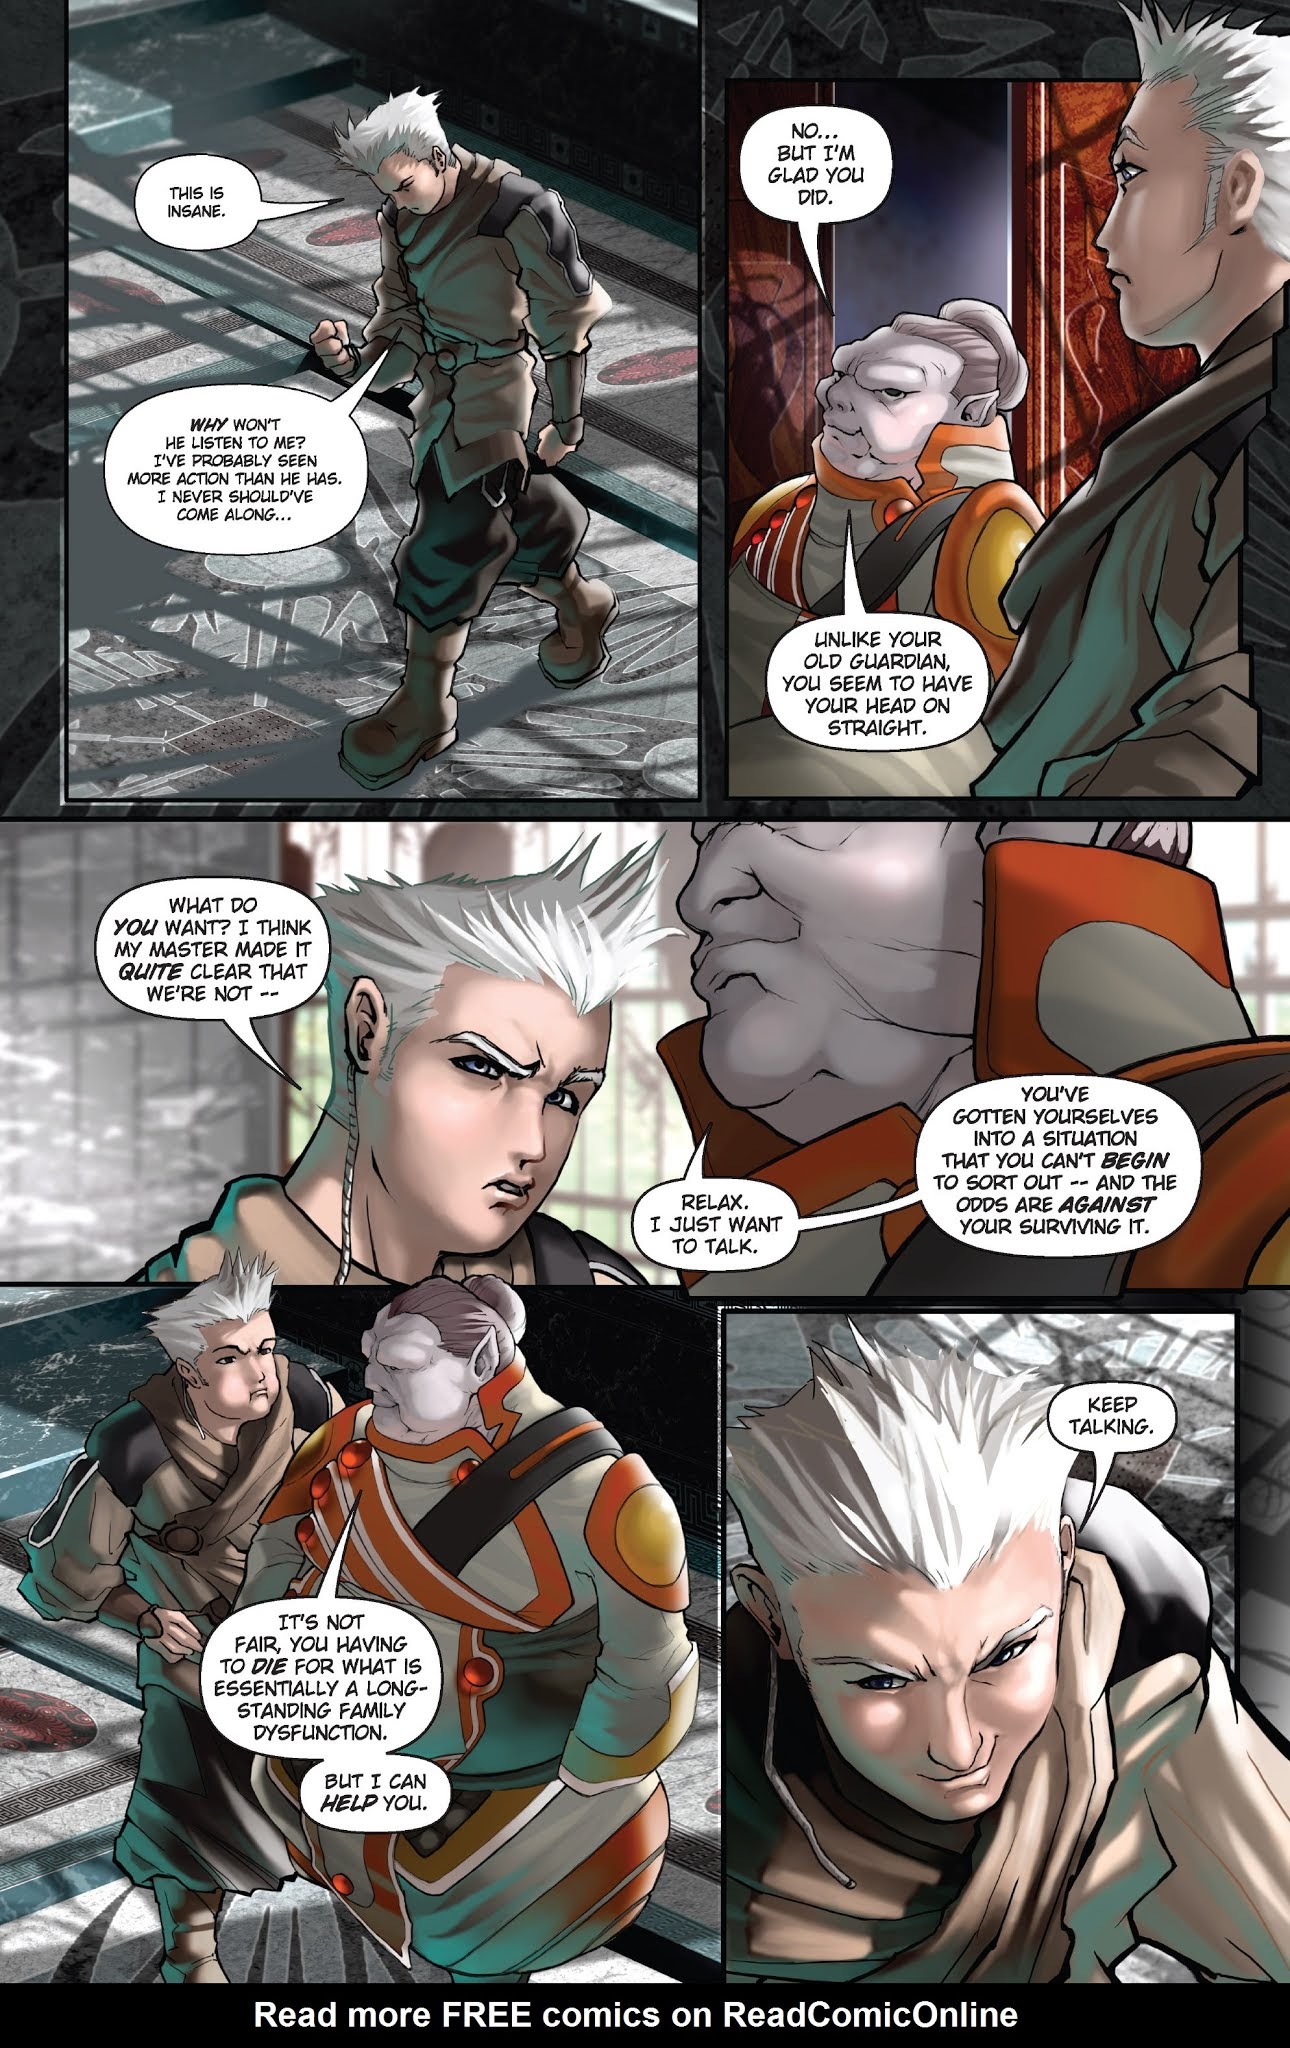 THIS IS
INSANE.
WHY WON'T
HE LISTEN TO ME?
I'VE PROBABLY SEEN
MORE ACTION THAN HE HAS.
I NEVER SHOULD'VE
COME ALONG...
NO...
BUT I'M
GLAD YOU
DID.
UNLIKE YOUR
OLD GUARDIAN,
YOU SEEM TO HAVE
YOUR HEAD ON
STRAIGHT.
WHAT DO
YOU WANT? I THINK
MY MASTER MADE IT
QUITE CLEAR THAT
WE'RE NOT --
RELAX.
I JUST WANT
TO TALK.
YOU'VE
GOTTEN YOURSELVES
INTO A SITUATION
THAT YOU CAN'T BEGIN
TO SORT OUT -- AND THE
ODDS ARE AGAINST
YOUR SURVIVING IT.
IT'S NOT
FAIR, YOU HAVING
TO DIE FOR WHAT IS
ESSENTIALLY A LONG-
STANDING FAMILY
DYSFUNCTION.
BUT I CAN
HELP YOU.
KEEP
TALKING.
Read more FREE comics on ReadComicOnline